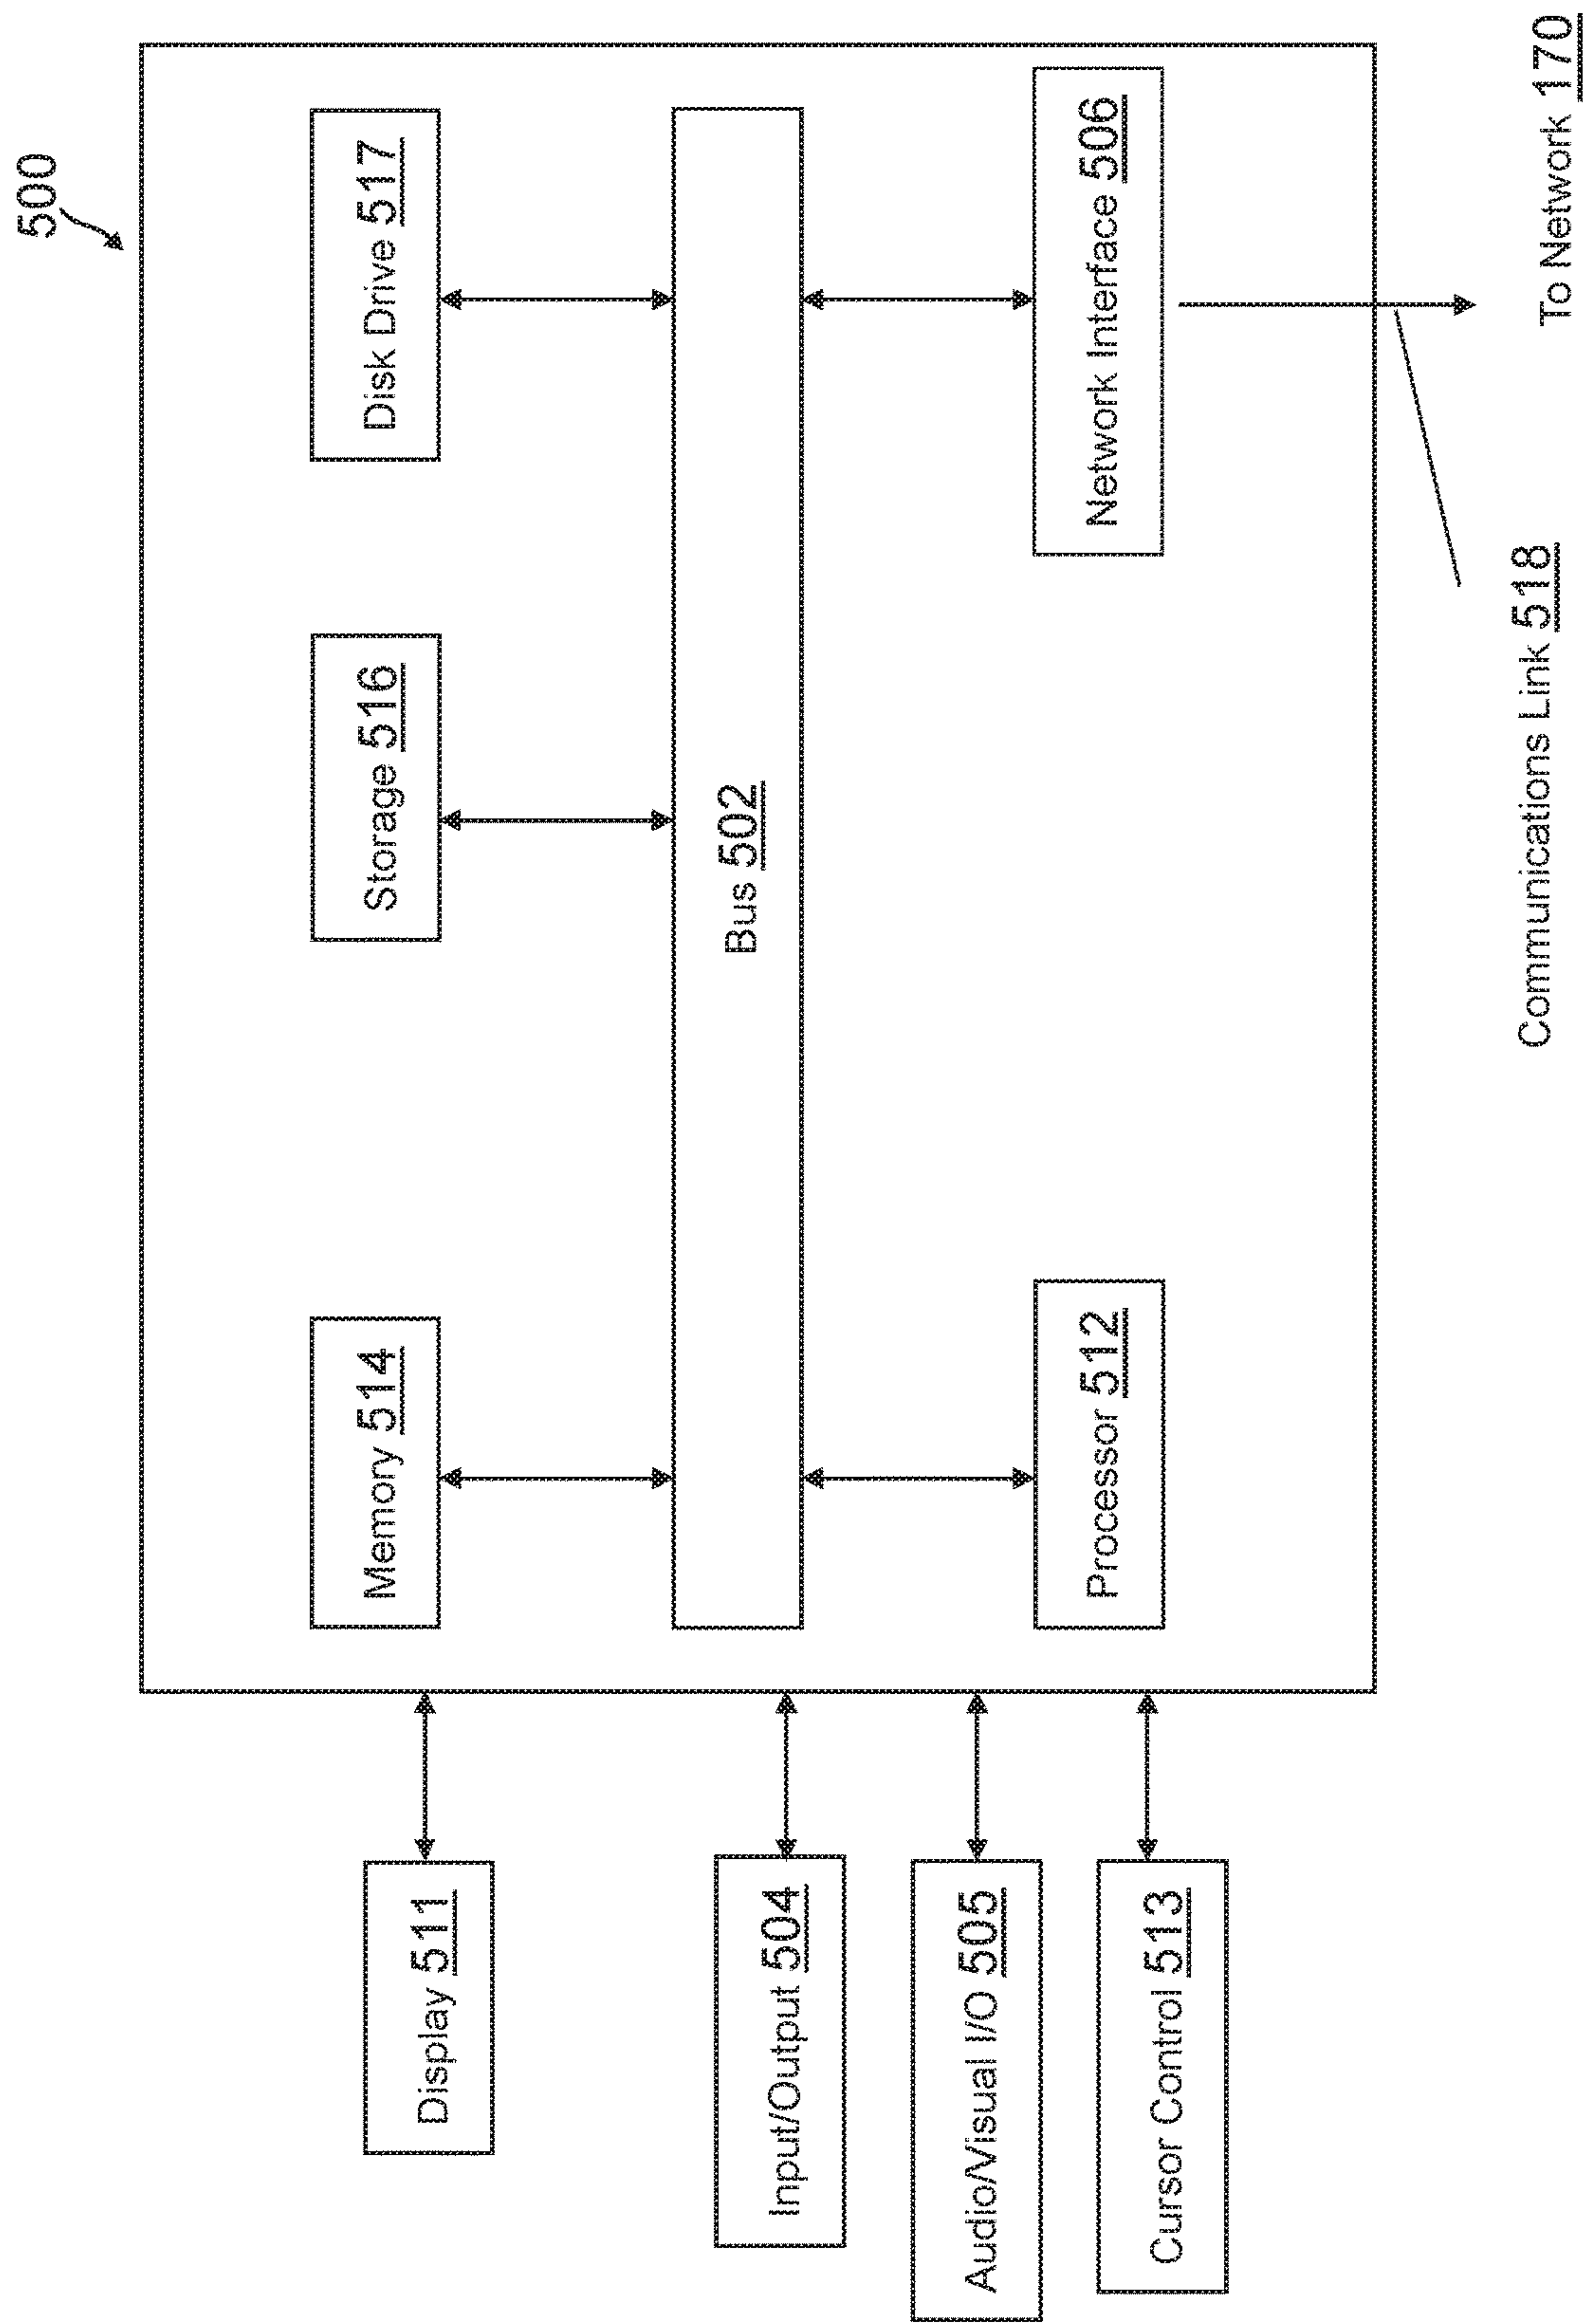 500
Memory 514
Storage 516
Disk Drive 517
Display 511
Bus 502
Input/Output 504
Audio/Visual I/O 505
Cursor Control 513
Processor 512
Network Interface 506
Communications Link 518
To Network 170